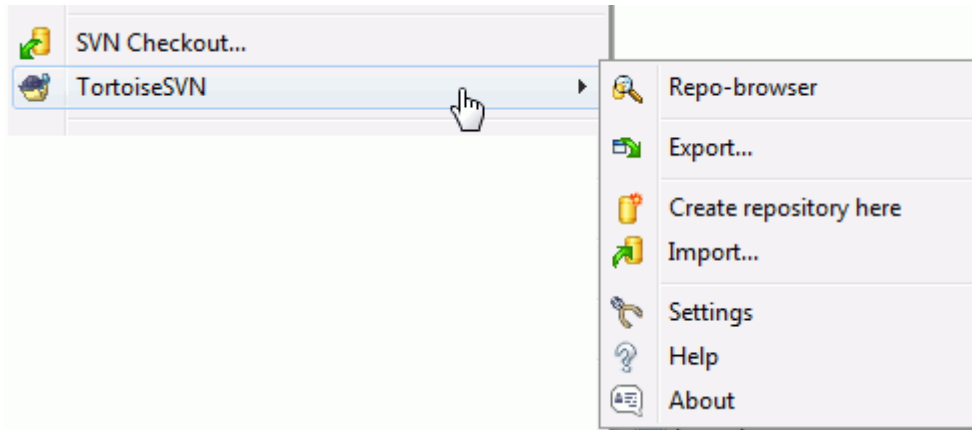 SVN Checkout...
TortoiseSVN
Repo-browser
Export...
Create repository here
Import...
Settings
Help
About